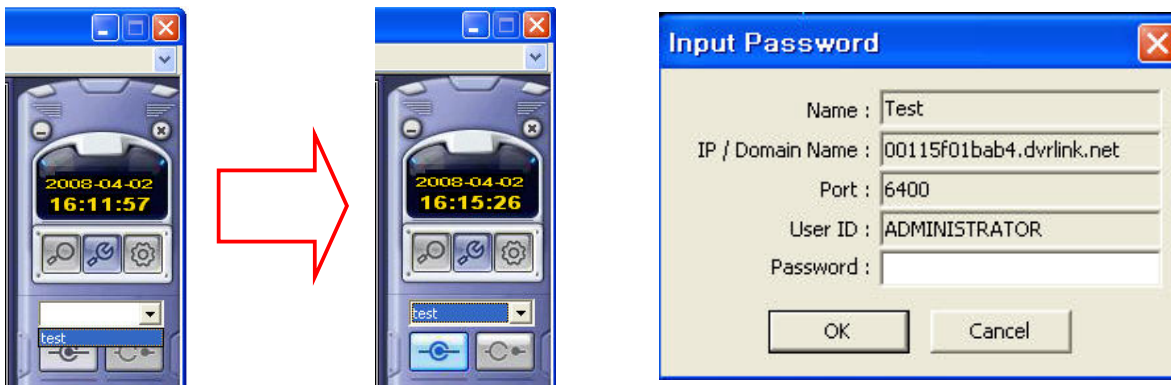 2008-04-02
16:11:57
test
2008-04-02
16:15:26
test
Input Password
Name : Test
IP / Domain Name : 00115f01bab4.dvrlink.net
Port : 6400
User ID : ADMINISTRATOR
Password :
OK Cancel